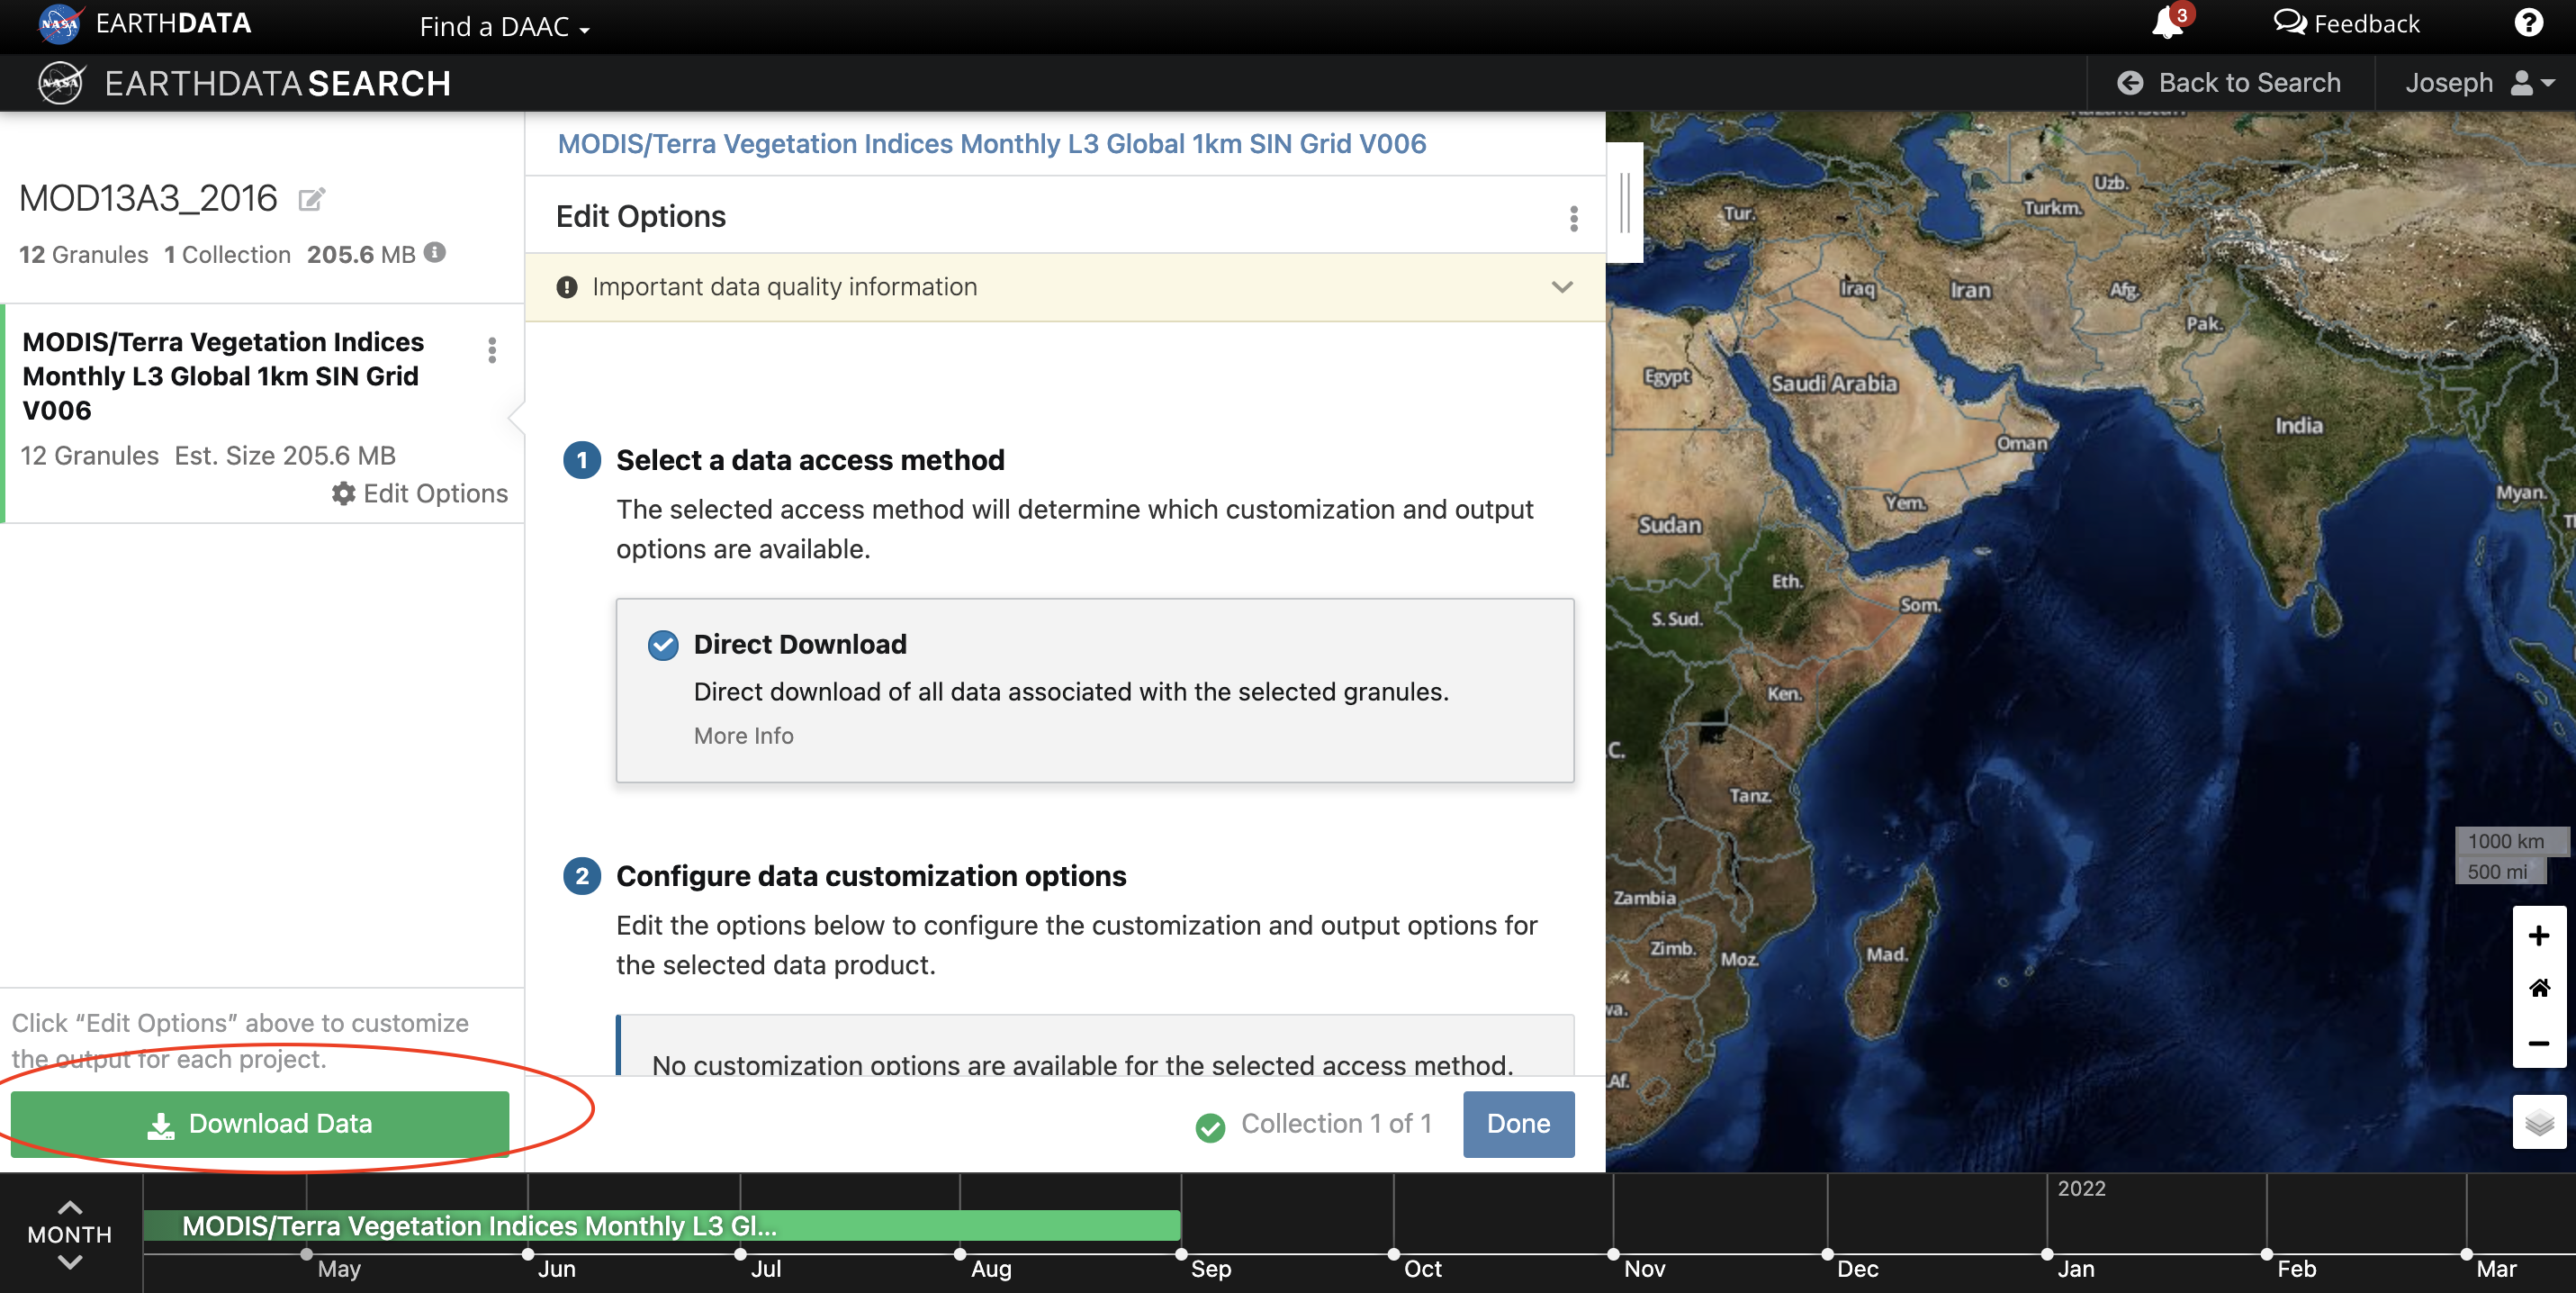 NASA EARTHDATA
Find a DAAC
3
Feedback
?
NASA EARTHDATA SEARCH
Back to Search
Joseph
MOD13A3_2016
12 Granules 1 Collection 205.6 MB i
MODIS/Terra Vegetation Indices
Monthly L3 Global 1km SIN Grid
V006
12 Granules Est. Size 205.6 MB
Edit Options
Click “Edit Options” above to customize
the output for each project.
Download Data
MODIS/Terra Vegetation Indices Monthly L3 Global 1km SIN Grid V006
Edit Options
! Important data quality information
1 Select a data access method
The selected access method will determine which customization and output
options are available.
Direct Download
Direct download of all data associated with the selected granules.
More Info
2 Configure data customization options
Edit the options below to configure the customization and output options for
the selected data product.
No customization options are available for the selected access method.
Collection 1 of 1
Done
Kazakhstan
Uzb.
Turkm.
Tur.
Iraq
Iran
Afg.
Pak.
Egypt
Saudi Arabia
India
Oman
Myan.
Yem.
Sudan
Eth.
Som.
S. Sud.
Ken.
C.
Tanz.
1000 km
500 mi
Zambia
Zimb.
Moz.
Mad.
wa.
Af.
+
−
MONTH
MODIS/Terra Vegetation Indices Monthly L3 Gl...
2022
May
Jun
Jul
Aug
Sep
Oct
Nov
Dec
Jan
Feb
Mar